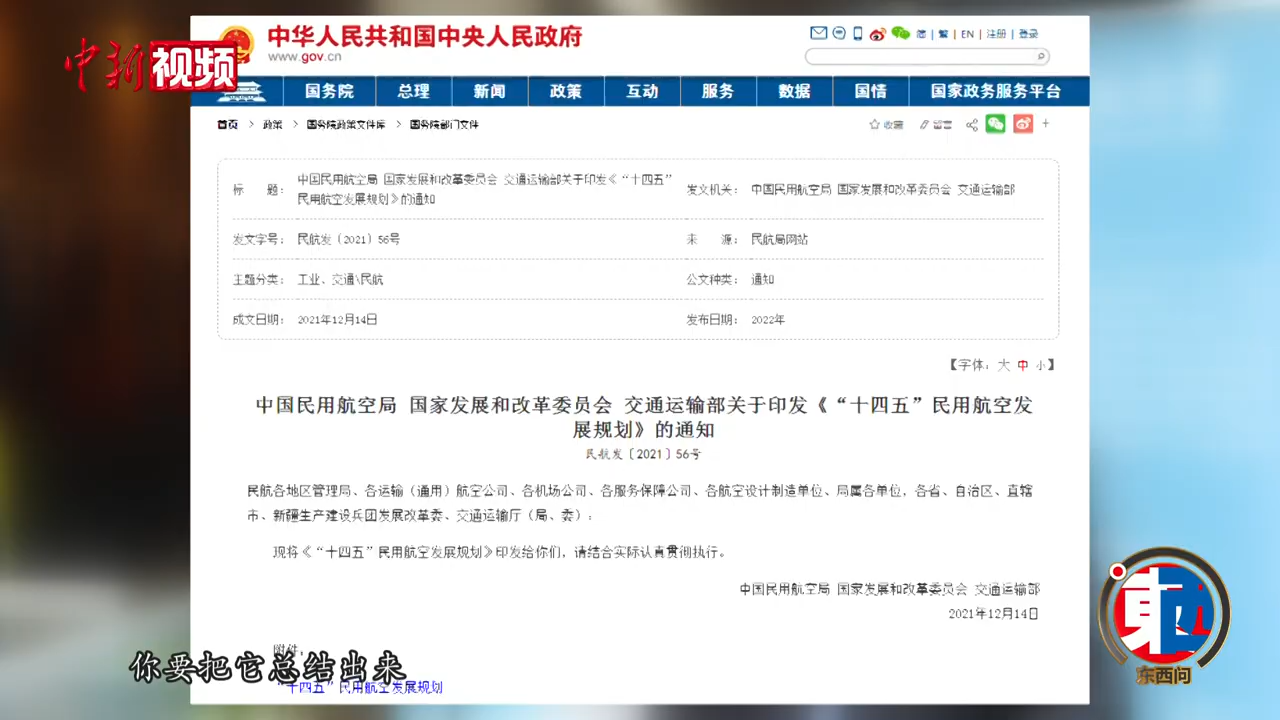 中新视频
中华人民共和国中央人民政府
www.gov.cn
简 | 繁 | EN | 注册 | 登录
国务院 总理 新闻 政策 互动 服务 数据 国情 国家政务服务平台
首页 > 政策 > 国务院政策文件库 > 国务院部门文件
收藏 留言
标 题： 中国民用航空局 国家发展和改革委员会 交通运输部关于印发《“十四五”
民用航空发展规划》的通知
发文机关： 中国民用航空局 国家发展和改革委员会 交通运输部
发文字号： 民航发〔2021〕56号
来 源： 民航局网站
主题分类： 工业、交通\民航
公文种类： 通知
成文日期： 2021年12月14日
发布日期： 2022年
【字体：大 中 小】
中国民用航空局 国家发展和改革委员会 交通运输部关于印发《“十四五”民用航空发
展规划》的通知
民航发〔2021〕56号
民航各地区管理局、各运输（通用）航空公司、各机场公司、各服务保障公司、各航空设计制造单位、局属各单位，各省、自治区、直辖
市、新疆生产建设兵团发展改革委、交通运输厅（局、委）：
现将《“十四五”民用航空发展规划》印发给你们，请结合实际认真贯彻执行。
中国民用航空局 国家发展和改革委员会 交通运输部
2021年12月14日
附件：
“十四五”民用航空发展规划
你要把它总结出来
东西问